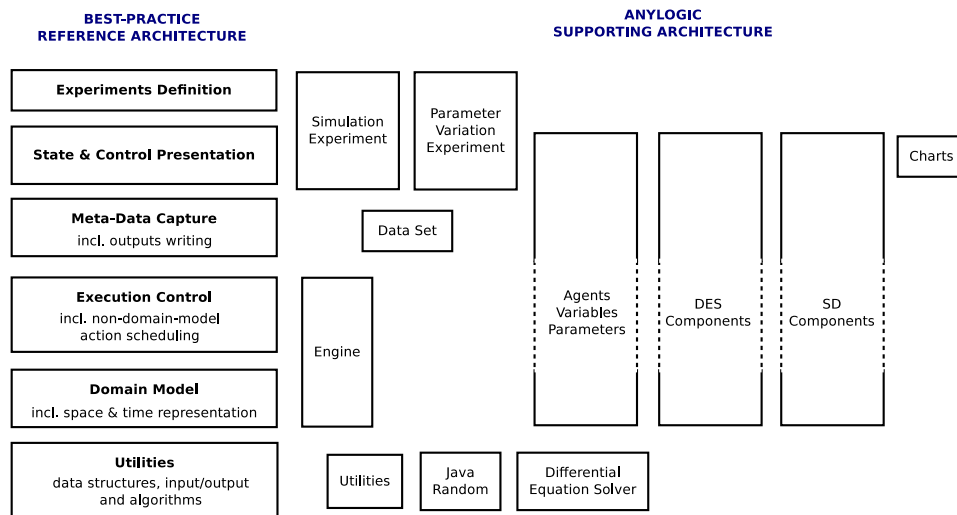 BEST-PRACTICE
REFERENCE ARCHITECTURE
ANYLOGIC
SUPPORTING ARCHITECTURE
Experiments Definition
State & Control Presentation
Meta-Data Capture
incl. outputs writing
Execution Control
incl. non-domain-model
action scheduling
Domain Model
incl. space & time representation
Utilities
data structures, input/output
and algorithms
Simulation
Experiment
Parameter
Variation
Experiment
Charts
Data Set
Engine
Agents
Variables
Parameters
DES
Components
SD
Components
Utilities
Java
Random
Differential
Equation Solver